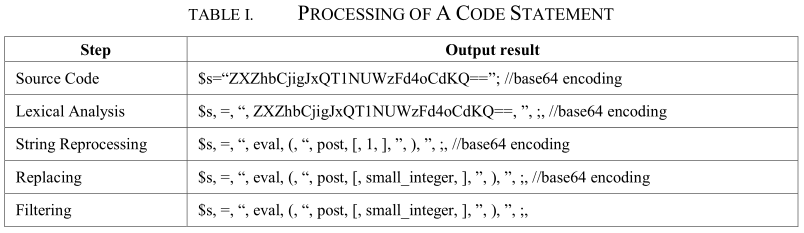 TABLE I. PROCESSING OF A CODE STATEMENT
Step Output result
Source Code $s=“ZXZhbCjigJxQT1NUWzFd4oCdKQ==”; //base64 encoding
Lexical Analysis $s, =, “, ZXZhbCjigJxQT1NUWzFd4oCdKQ==, ”, ;, //base64 encoding
String Reprocessing $s, =, “, eval, (, “, post, [, 1, ], ”, ), ”, ;, //base64 encoding
Replacing $s, =, “, eval, (, “, post, [, small_integer, ], ”, ), ”, ;, //base64 encoding
Filtering $s, =, “, eval, (, “, post, [, small_integer, ], ”, ), ”, ;,